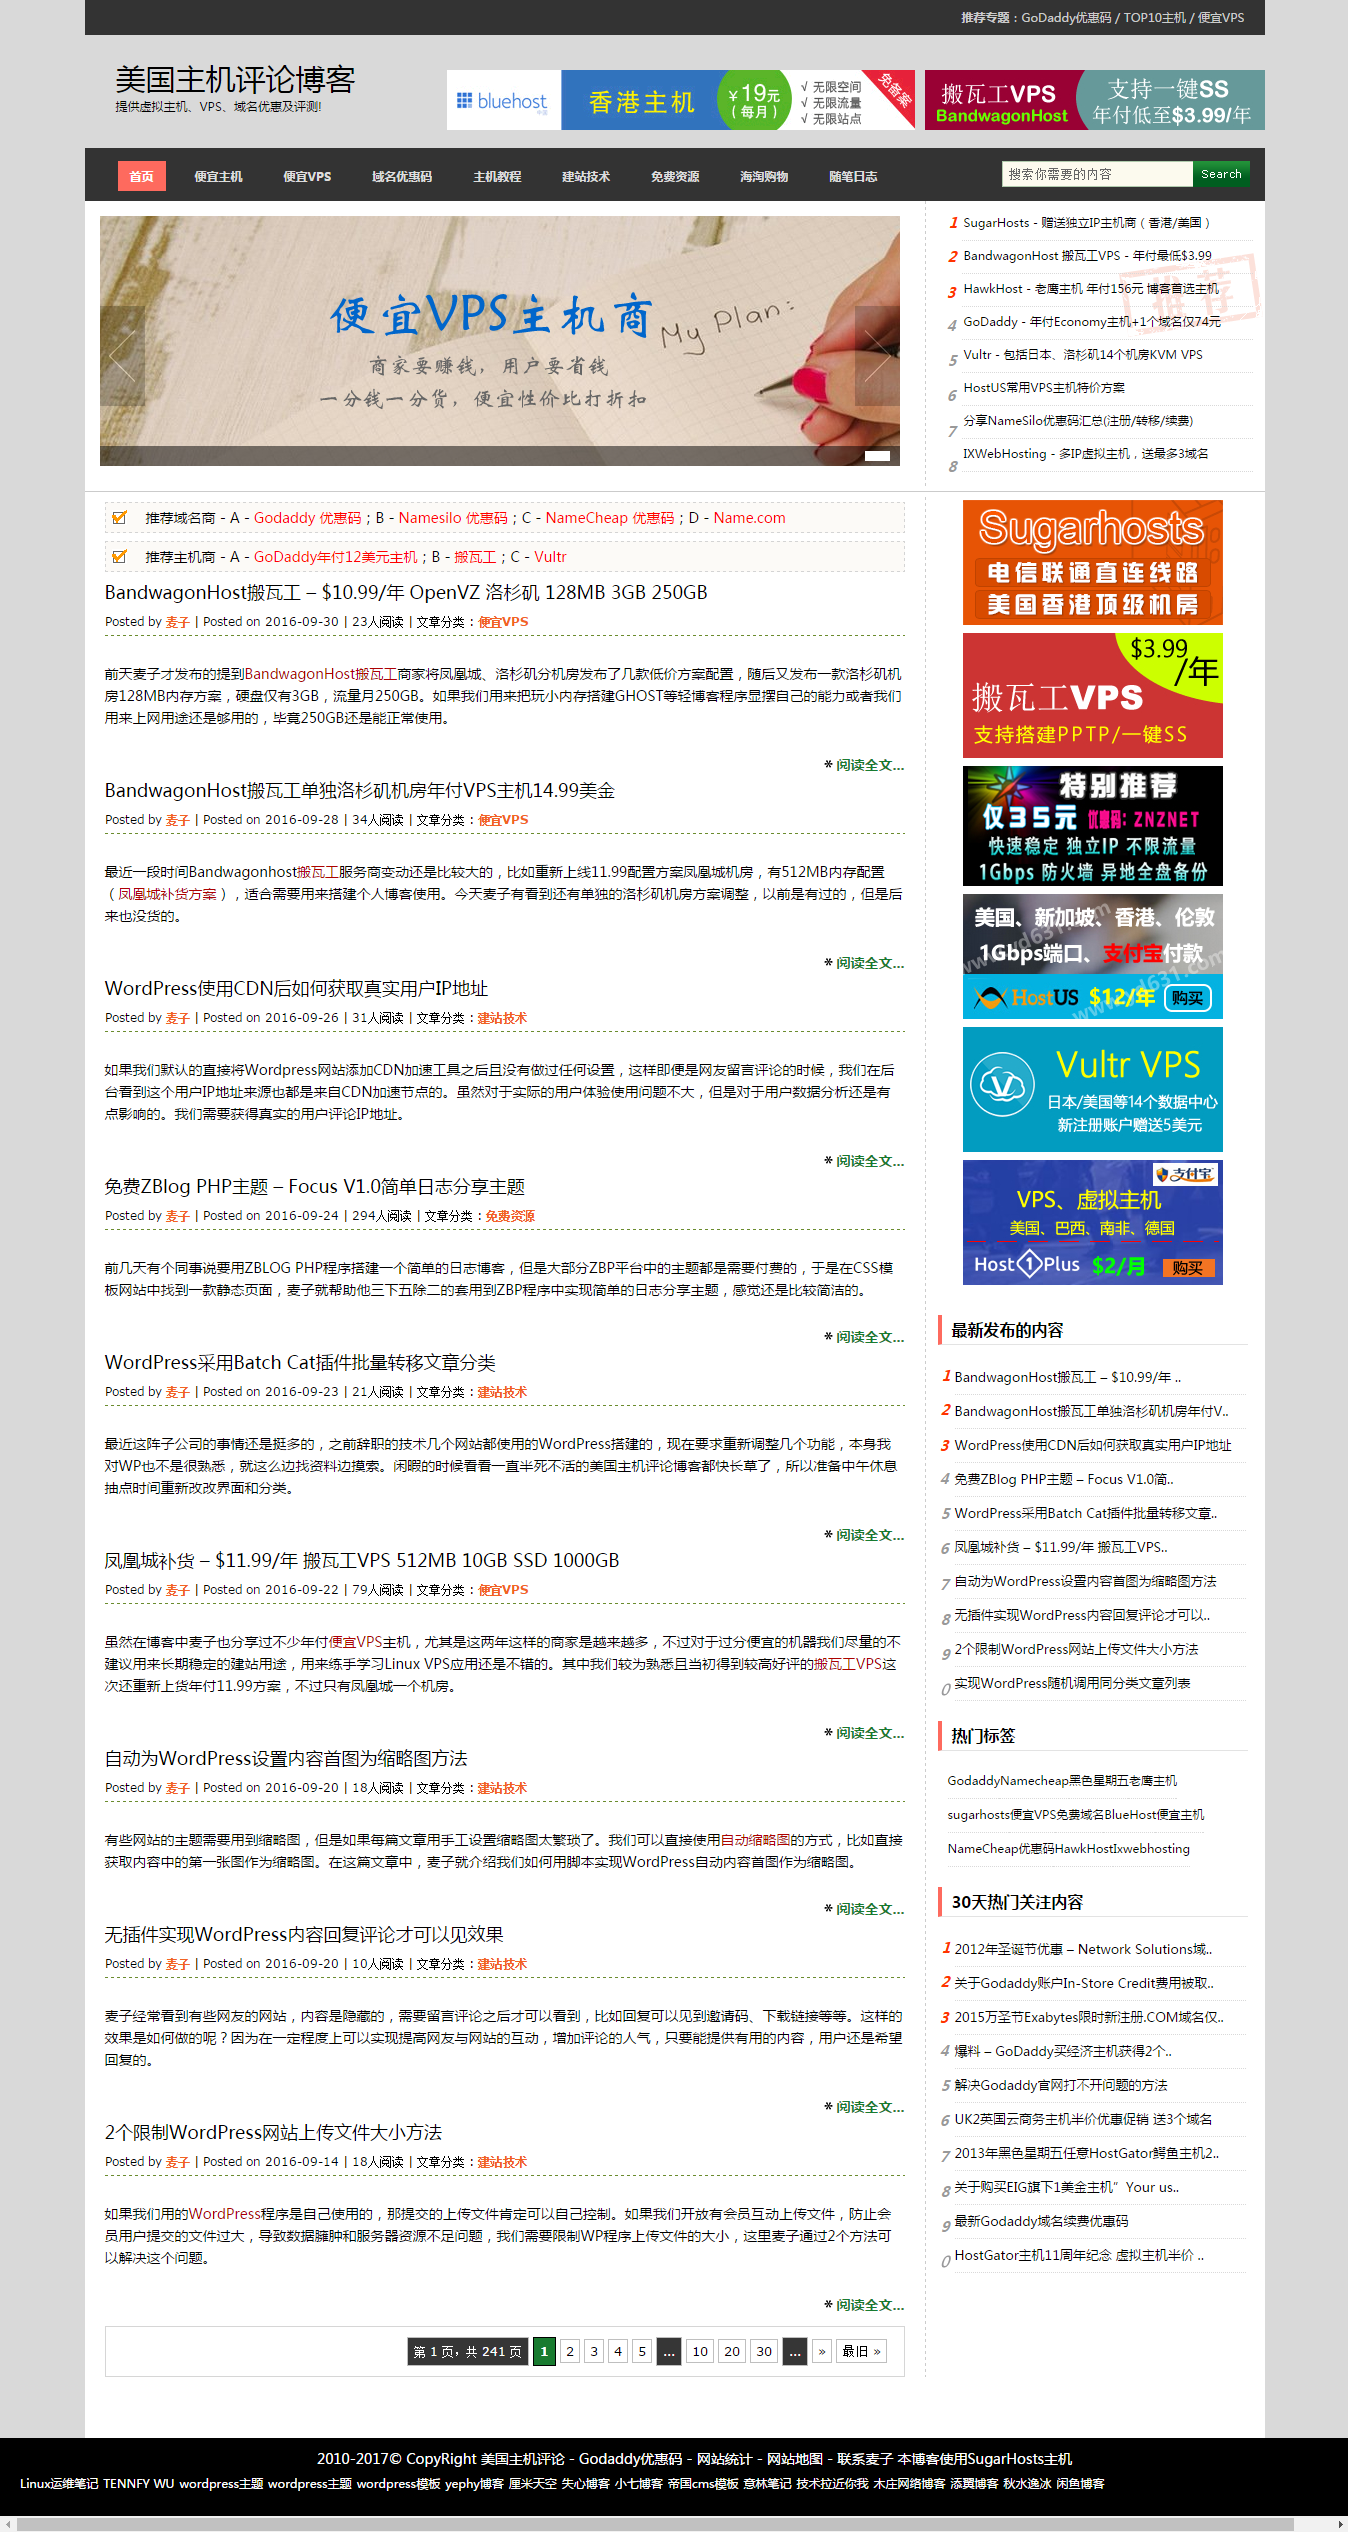 推荐专题：GoDaddy优惠码 / TOP10主机 / 便宜VPS
美国主机评论博客
提供虚拟主机、VPS、域名优惠及评测!
bluehost
中国
香港主机
¥19元
(每月)
√ 无限空间
√ 无限流量
√ 无限站点
免备案
搬瓦工VPS
BandwagonHost
支持一键SS
年付低至$3.99/年
首页 便宜主机 便宜VPS 域名优惠码 主机教程 建站技术 免费资源 海淘购物 随笔日志
搜索你需要的内容 Search
便宜VPS主机商
My Plan:
商家要赚钱，用户要省钱
一分钱一分货，便宜性价比打折扣
推荐
1 SugarHosts - 赠送独立IP主机商（香港/美国）
2 BandwagonHost 搬瓦工VPS - 年付最低$3.99
3 HawkHost - 老鹰主机 年付156元 博客首选主机
4 GoDaddy - 年付Economy主机+1个域名仅74元
5 Vultr - 包括日本、洛杉矶14个机房KVM VPS
6 HostUS常用VPS主机特价方案
7 分享NameSilo优惠码汇总(注册/转移/续费)
8 IXWebHosting - 多IP虚拟主机，送最多3域名
推荐域名商 - A - Godaddy 优惠码；B - Namesilo 优惠码；C - NameCheap 优惠码；D - Name.com
推荐主机商 - A - GoDaddy年付12美元主机；B - 搬瓦工；C - Vultr
BandwagonHost搬瓦工 – $10.99/年 OpenVZ 洛杉矶 128MB 3GB 250GB
Posted by 麦子 | Posted on 2016-09-30 | 23人阅读 | 文章分类：便宜VPS
前天麦子才发布的提到BandwagonHost搬瓦工商家将凤凰城、洛杉矶分机房发布了几款低价方案配置，随后又发布一款洛杉矶机
房128MB内存方案，硬盘仅有3GB，流量月250GB。如果我们用来把玩小内存搭建GHOST等轻博客程序显摆自己的能力或者我们
用来上网用途还是够用的，毕竟250GB还是能正常使用。
* 阅读全文...
BandwagonHost搬瓦工单独洛杉矶机房年付VPS主机14.99美金
Posted by 麦子 | Posted on 2016-09-28 | 34人阅读 | 文章分类：便宜VPS
最近一段时间Bandwagonhost搬瓦工服务商变动还是比较大的，比如重新上线11.99配置方案凤凰城机房，有512MB内存配置
（凤凰城补货方案），适合需要用来搭建个人博客使用。今天麦子有看到还有单独的洛杉矶机房方案调整，以前是有过的，但是后
来也没货的。
* 阅读全文...
WordPress使用CDN后如何获取真实用户IP地址
Posted by 麦子 | Posted on 2016-09-26 | 31人阅读 | 文章分类：建站技术
如果我们默认的直接将Wordpress网站添加CDN加速工具之后且没有做过任何设置，这样即便是网友留言评论的时候，我们在后
台看到这个用户IP地址来源也都是来自CDN加速节点的。虽然对于实际的用户体验使用问题不大，但是对于用户数据分析还是有
点影响的。我们需要获得真实的用户评论IP地址。
* 阅读全文...
免费ZBlog PHP主题 – Focus V1.0简单日志分享主题
Posted by 麦子 | Posted on 2016-09-24 | 294人阅读 | 文章分类：免费资源
前几天有个同事说要用ZBLOG PHP程序搭建一个简单的日志博客，但是大部分ZBP平台中的主题都是需要付费的，于是在CSS模
板网站中找到一款静态页面，麦子就帮助他三下五除二的套用到ZBP程序中实现简单的日志分享主题，感觉还是比较简洁的。
* 阅读全文...
WordPress采用Batch Cat插件批量转移文章分类
Posted by 麦子 | Posted on 2016-09-23 | 21人阅读 | 文章分类：建站技术
最近这阵子公司的事情还是挺多的，之前辞职的技术几个网站都使用的WordPress搭建的，现在要求重新调整几个功能，本身我
对WP也不是很熟悉，就这么边找资料边摸索。闲暇的时候看看一直半死不活的美国主机评论博客都快长草了，所以准备中午休息
抽点时间重新改改界面和分类。
* 阅读全文...
凤凰城补货 – $11.99/年 搬瓦工VPS 512MB 10GB SSD 1000GB
Posted by 麦子 | Posted on 2016-09-22 | 79人阅读 | 文章分类：便宜VPS
虽然在博客中麦子也分享过不少年付便宜VPS主机，尤其是这两年这样的商家是越来越多，不过对于过分便宜的机器我们尽量的不
建议用来长期稳定的建站用途，用来练手学习Linux VPS应用还是不错的。其中我们较为熟悉且当初得到较高好评的搬瓦工VPS这
次还重新上货年付11.99方案，不过只有凤凰城一个机房。
* 阅读全文...
自动为WordPress设置内容首图为缩略图方法
Posted by 麦子 | Posted on 2016-09-20 | 18人阅读 | 文章分类：建站技术
有些网站的主题需要用到缩略图，但是如果每篇文章用手工设置缩略图太繁琐了。我们可以直接使用自动缩略图的方式，比如直接
获取内容中的第一张图作为缩略图。在这篇文章中，麦子就介绍我们如何用脚本实现WordPress自动内容首图作为缩略图。
* 阅读全文...
无插件实现WordPress内容回复评论才可以见效果
Posted by 麦子 | Posted on 2016-09-20 | 10人阅读 | 文章分类：建站技术
麦子经常看到有些网友的网站，内容是隐藏的，需要留言评论之后才可以看到，比如回复可以见到邀请码、下载链接等等。这样的
效果是如何做的呢？因为在一定程度上可以实现提高网友与网站的互动，增加评论的人气，只要能提供有用的内容，用户还是希望
回复的。
* 阅读全文...
2个限制WordPress网站上传文件大小方法
Posted by 麦子 | Posted on 2016-09-14 | 18人阅读 | 文章分类：建站技术
如果我们用的WordPress程序是自己使用的，那提交的上传文件肯定可以自己控制。如果我们开放有会员互动上传文件，防止会
员用户提交的文件过大，导致数据臃肿和服务器资源不足问题，我们需要限制WP程序上传文件的大小，这里麦子通过2个方法可
以解决这个问题。
* 阅读全文...
第 1 页，共 241 页 1 2 3 4 5 ... 10 20 30 ... » 最旧 »
Sugarhosts
电信联通直连线路
美国香港顶级机房
$3.99
/年
搬瓦工VPS
支持搭建PPTP/一键SS
特别推荐
仅35元 优惠码: ZNZNET
快速稳定 独立IP 不限流量
1Gbps 防火墙 异地全盘备份
美国、新加坡、香港、伦敦
1Gbps端口、支付宝付款
HostUS $12/年 购买
Vultr VPS
日本/美国等14个数据中心
新注册账户赠送5美元
支付宝
VPS、虚拟主机
美国、巴西、南非、德国
Host1Plus $2/月 购买
最新发布的内容
1 BandwagonHost搬瓦工 – $10.99/年 ..
2 BandwagonHost搬瓦工单独洛杉矶机房年付V..
3 WordPress使用CDN后如何获取真实用户IP地址
4 免费ZBlog PHP主题 – Focus V1.0简..
5 WordPress采用Batch Cat插件批量转移文章..
6 凤凰城补货 – $11.99/年 搬瓦工VPS..
7 自动为WordPress设置内容首图为缩略图方法
8 无插件实现WordPress内容回复评论才可以..
9 2个限制WordPress网站上传文件大小方法
0 实现WordPress随机调用同分类文章列表
热门标签
GodaddyNamecheap黑色星期五老鹰主机
sugarhosts便宜VPS免费域名BlueHost便宜主机
NameCheap优惠码HawkHostIxwebhosting
30天热门关注内容
1 2012年圣诞节优惠 – Network Solutions域..
2 关于Godaddy账户In-Store Credit费用被取..
3 2015万圣节Exabytes限时新注册.COM域名仅..
4 爆料 – GoDaddy买经济主机获得2个..
5 解决Godaddy官网打不开问题的方法
6 UK2英国云商务主机半价优惠促销 送3个域名
7 2013年黑色星期五任意HostGator鳄鱼主机2..
8 关于购买EIG旗下1美金主机”Your us..
9 最新Godaddy域名续费优惠码
0 HostGator主机11周年纪念 虚拟主机半价 ..
2010-2017© CopyRight 美国主机评论 - Godaddy优惠码 - 网站统计 - 网站地图 - 联系麦子 本博客使用SugarHosts主机
Linux运维笔记 TENNFY WU wordpress主题 wordpress主题 wordpress模板 yephy博客 厘米天空 失心博客 小七博客 帝国cms模板 意林笔记 技术拉近你我 木庄网络博客 添翼博客 秋水逸冰 闲鱼博客